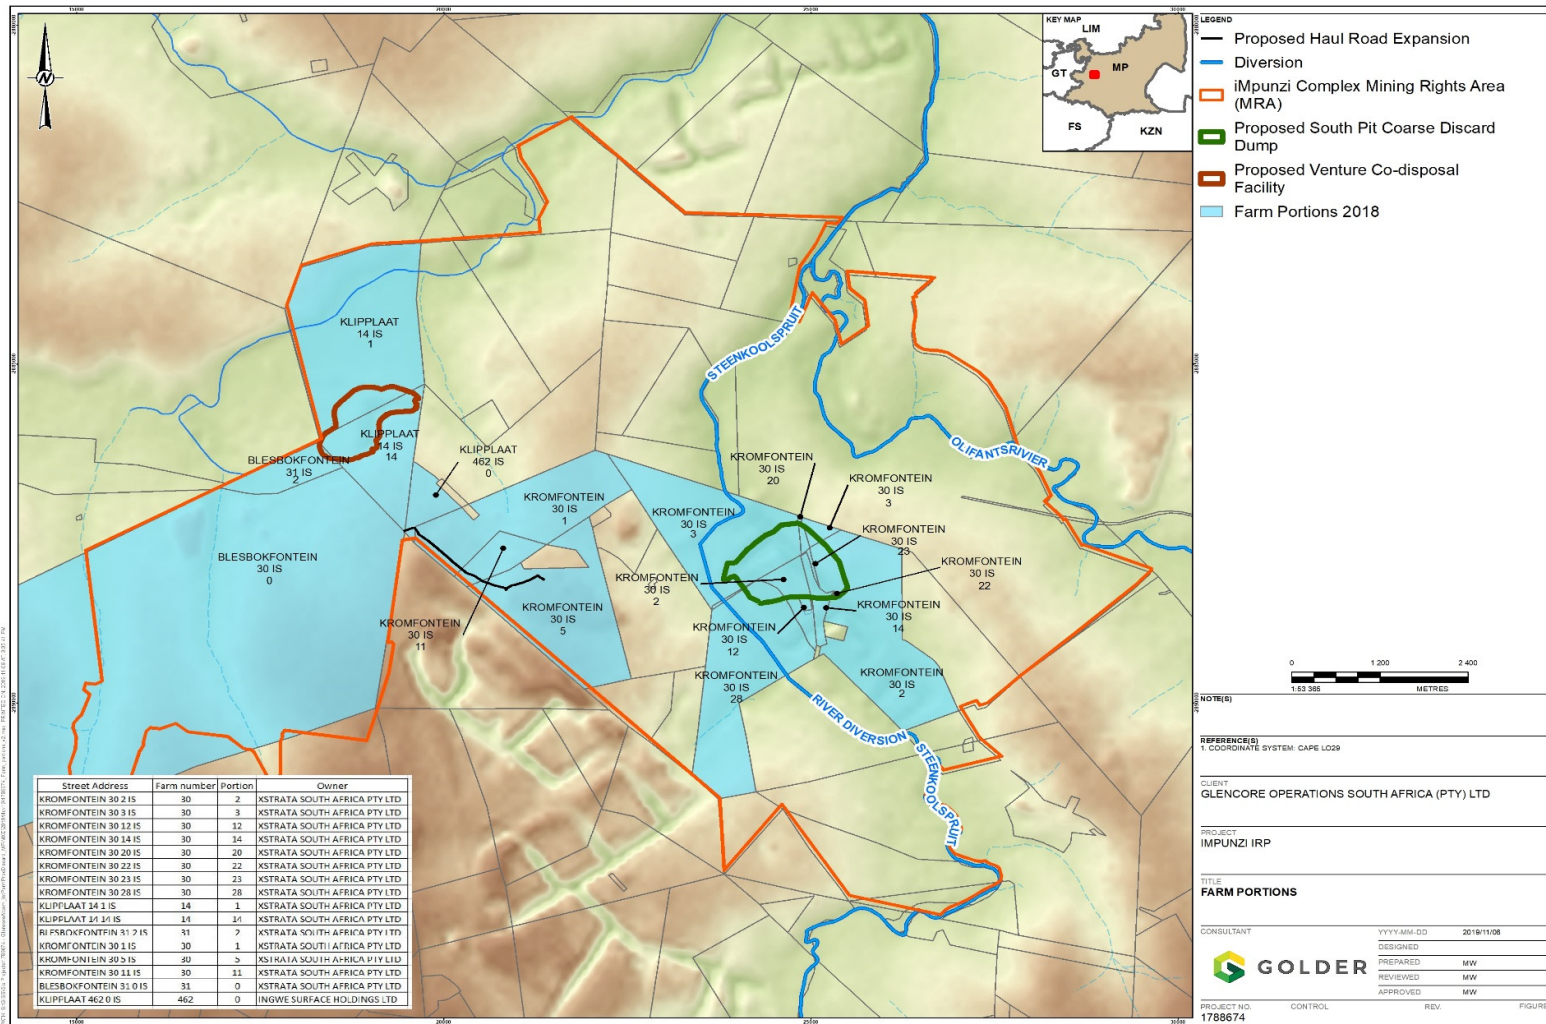 15000
25000
30000
N
KEY MAP
LIM
GT
MP
FS
KZN
KLIPPLAAT
14 IS
1
KLIPPLAAT
14 IS
14
KLIPPLAAT
462 IS
0
BLESBOKFONTEIN
31 IS
2
BLESBOKFONTEIN
30 IS
0
KROMFONTEIN
30 IS
1
KROMFONTEIN
30 IS
3
KROMFONTEIN
30 IS
20
KROMFONTEIN
30 IS
3
KROMFONTEIN
30 IS
23
KROMFONTEIN
30 IS
22
KROMFONTEIN
30 IS
2
KROMFONTEIN
30 IS
5
KROMFONTEIN
30 IS
11
KROMFONTEIN
30 IS
12
KROMFONTEIN
30 IS
14
KROMFONTEIN
30 IS
28
KROMFONTEIN
30 IS
2
STEENKOOLSPRUIT
OLIFANTSRIVIER
RIVER DIVERSION
STEENKOOLSPRUIT
Street Address Farm number Portion Owner
KROMFONTEIN 30 2 IS 30 2 XSTRATA SOUTH AFRICA PTY LTD
KROMFONTEIN 30 3 IS 30 3 XSTRATA SOUTH AFRICA PTY LTD
KROMFONTEIN 30 12 IS 30 12 XSTRATA SOUTH AFRICA PTY LTD
KROMFONTEIN 30 14 IS 30 14 XSTRATA SOUTH AFRICA PTY LTD
KROMFONTEIN 30 20 IS 30 20 XSTRATA SOUTH AFRICA PTY LTD
KROMFONTEIN 30 22 IS 30 22 XSTRATA SOUTH AFRICA PTY LTD
KROMFONTEIN 30 23 IS 30 23 XSTRATA SOUTH AFRICA PTY LTD
KROMFONTEIN 30 28 IS 30 28 XSTRATA SOUTH AFRICA PTY LTD
KLIPPLAAT 14 1 IS 14 1 XSTRATA SOUTH AFRICA PTY LTD
KLIPPLAAT 14 14 IS 14 14 XSTRATA SOUTH AFRICA PTY LTD
BLESBOKFONTEIN 31 2 IS 31 2 XSTRATA SOUTH AFRICA PTY LTD
KROMFONTEIN 30 1 IS 30 1 XSTRATA SOUTH AFRICA PTY LTD
KROMFONTEIN 30 5 IS 30 5 XSTRATA SOUTH AFRICA PTY LTD
KROMFONTEIN 30 11 IS 30 11 XSTRATA SOUTH AFRICA PTY LTD
BLESBOKFONTEIN 31 0 IS 31 0 XSTRATA SOUTH AFRICA PTY LTD
KLIPPLAAT 462 0 IS 462 0 INGWE SURFACE HOLDINGS LTD
15000
20000
25000
30000
LEGEND
Proposed Haul Road Expansion
Diversion
iMpunzi Complex Mining Rights Area
(MRA)
Proposed South Pit Coarse Discard
Dump
Proposed Venture Co-disposal
Facility
Farm Portions 2018
0 1 200 2 400
1:53 365 METRES
NOTE(S)
REFERENCE(S)
1. COORDINATE SYSTEM: CAPE LO29
CLIENT
GLENCORE OPERATIONS SOUTH AFRICA (PTY) LTD
PROJECT
IMPUNZI IRP
TITLE
FARM PORTIONS
CONSULTANT
GOLDER
YYYY-MM-DD 2019/11/06
DESIGNED
PREPARED MW
REVIEWED MW
APPROVED MW
PROJECT NO. CONTROL REV. FIGURE
1788674